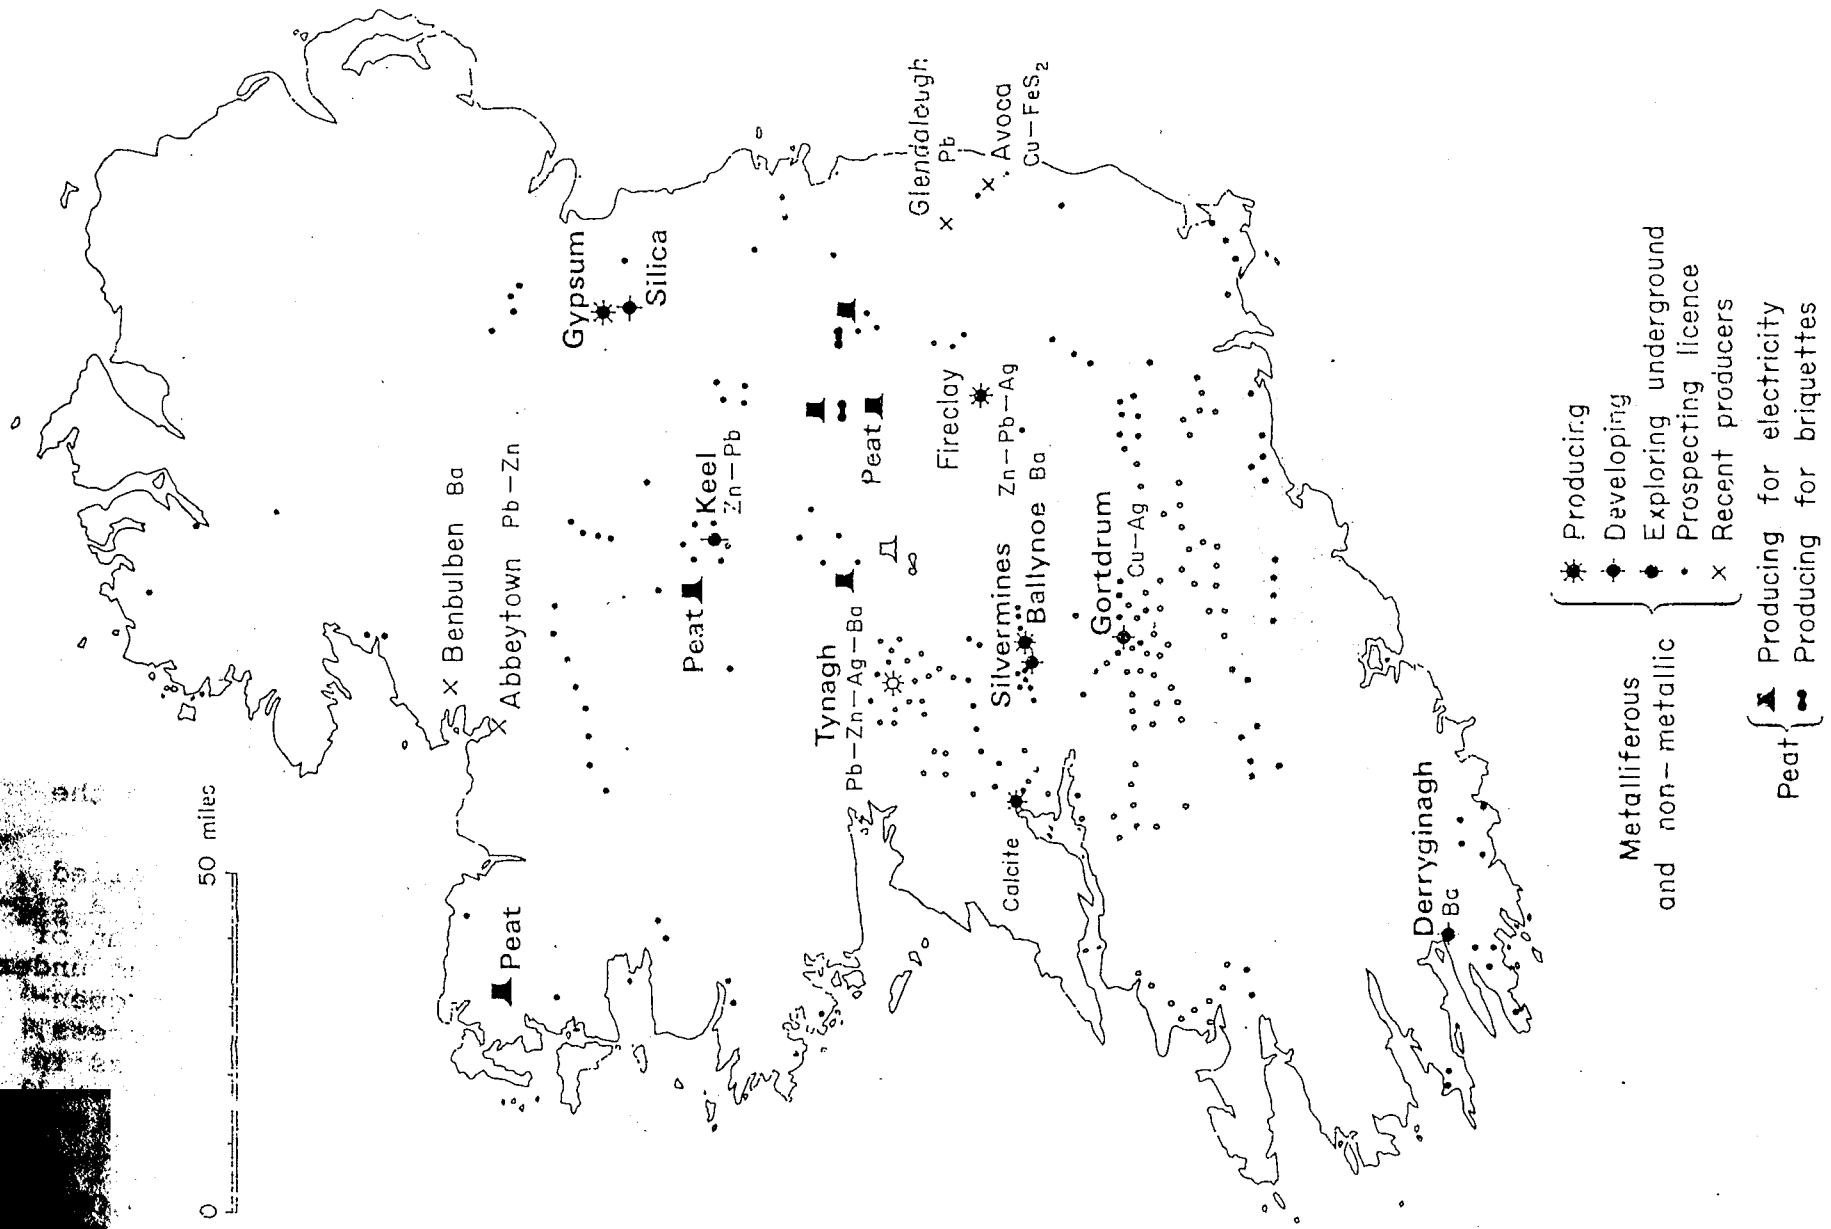 0 50 miles
Benbulben Ba
Abbeytown Pb-Zn
Peat
Gypsum
Silica
Peat
Keel
Zn-Pb
Peat
Tynagh
Pb-Zn-Ag-Ba
Glendalough
Pb
Avoca
Cu-FeS₂
Fireclay
Zn-Pb-Ag
Silvermines
Ballynoe Ba
Calcite
Gortdrum
Cu-Ag
Derryginagh
Ba
Metalliferous
and non-metallic
Producing
Developing
Exploring underground
Prospecting licence
Recent producers
Peat
Producing for electricity
Producing for briquettes